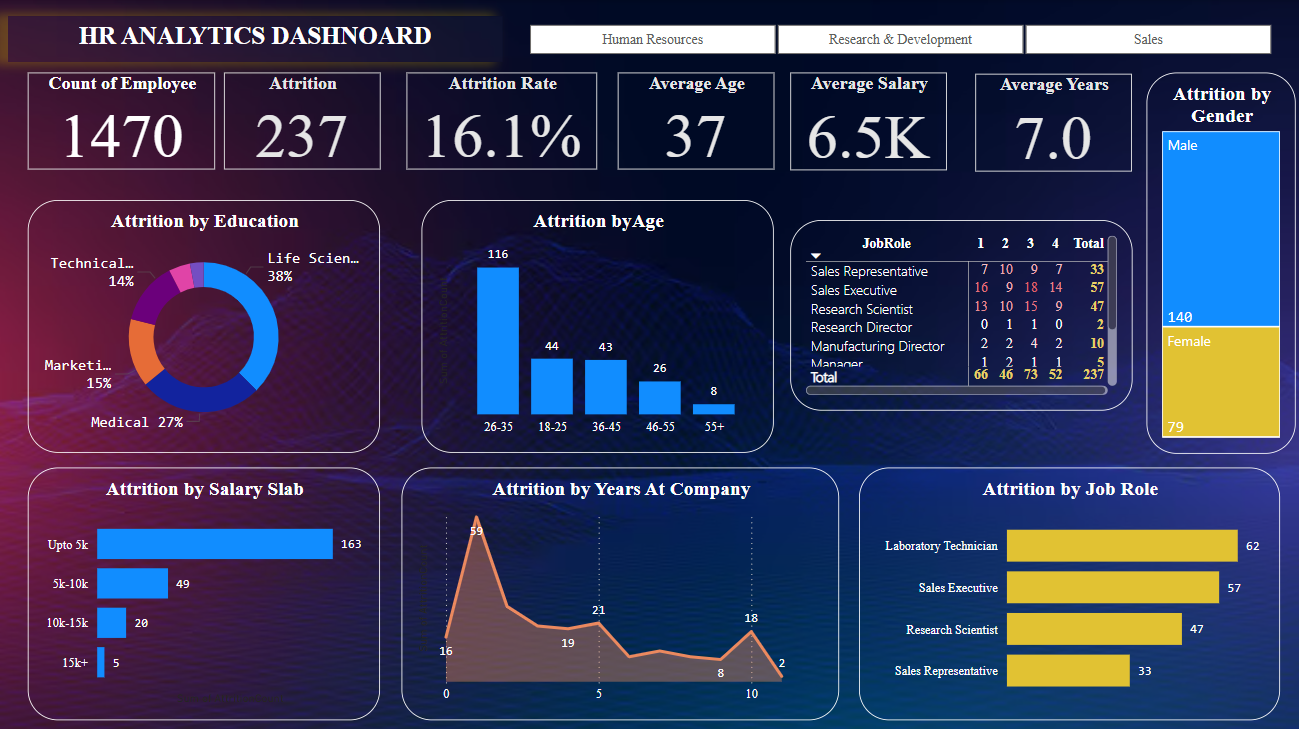 HR ANALYTICS DASHNOARD
Human Resources
Research & Development
Sales
Count of Employee
1470
Attrition
237
Attrition Rate
16.1%
Average Age
37
Average Salary
6.5K
Average Years
7.0
Attrition by
Gender
Male
140
Female
79
Attrition by Education
Life Scien...
38%
Technical...
14%
Marketi...
15%
Medical 27%
Attrition byAge
116
44
43
26
8
26-35 18-25 36-45 46-55 55+
JobRole 1 2 3 4 Total
Sales Representative 7 10 9 7 33
Sales Executive 16 9 18 14 57
Research Scientist 13 10 15 9 47
Research Director 0 1 1 0 2
Manufacturing Director 2 2 4 2 10
Manager 1 2 1 1 5
Total 66 46 73 52 237
Attrition by Salary Slab
Upto 5k 163
5k-10k 49
10k-15k 20
15k+ 5
Attrition by Years At Company
59
16
19
21
8
18
2
0 5 10
Attrition by Job Role
Laboratory Technician 62
Sales Executive 57
Research Scientist 47
Sales Representative 33